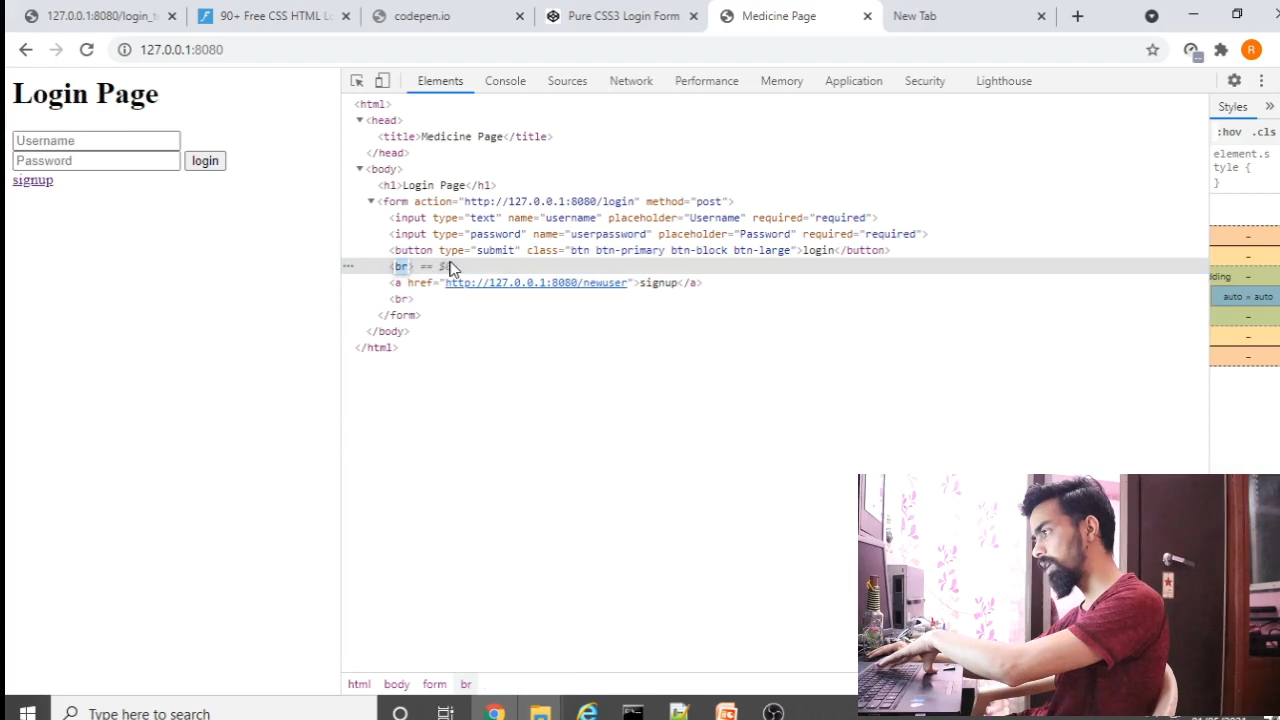 127.0.0.1:8080/login_t
90+ Free CSS HTML L
codepen.io
Pure CSS3 Login Form
Medicine Page
New Tab
127.0.0.1:8080
R
Login Page
Username
Password
login
signup
Elements
Console
Sources
Network
Performance
Memory
Application
Security
Lighthouse
<html>
<head>
<title>Medicine Page</title>
</head>
<body>
<h1>Login Page</h1>
<form action="http://127.0.0.1:8080/login" method="post">
<input type="text" name="username" placeholder="Username" required="required">
<input type="password" name="userpassword" placeholder="Password" required="required">
<button type="submit" class="btn btn-primary btn-block btn-large">login</button>
<br> == $
<a href="http://127.0.0.1:8080/newuser">signup</a>
<br>
</form>
</body>
</html>
Styles
:hov .cls
element.s
tyle {
}
dding
auto × auto
html body form br
Type here to search